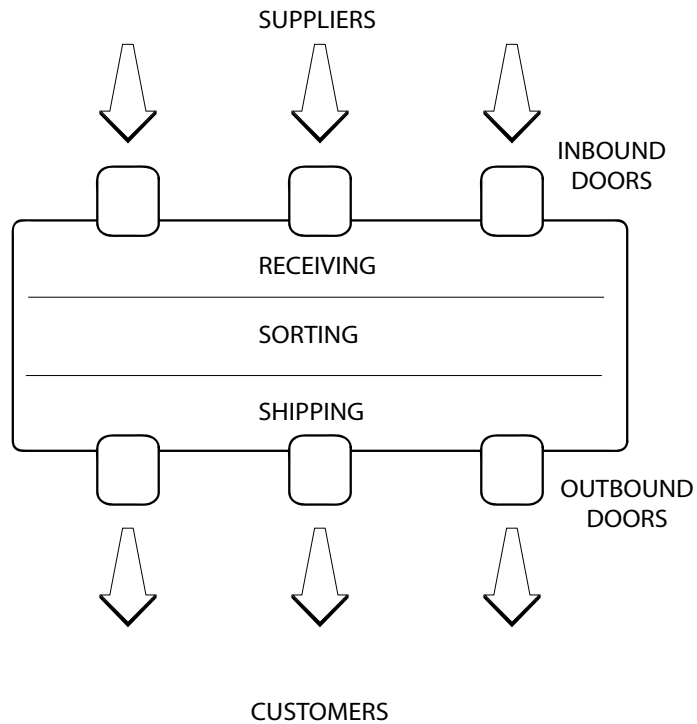 SUPPLIERS
INBOUND
DOORS
RECEIVING
SORTING
SHIPPING
OUTBOUND
DOORS
CUSTOMERS